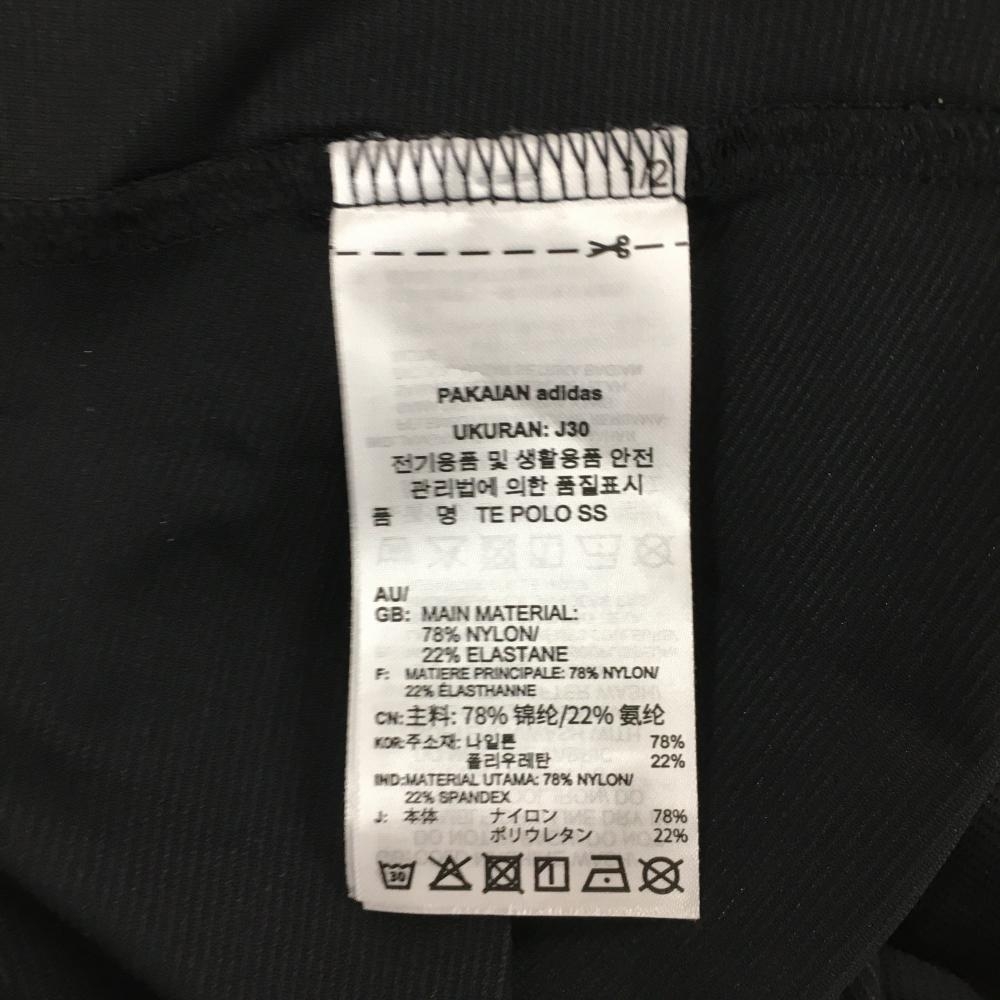 1/2
PAKAIAN adidas
UKURAN: J30
전기용품 및 생활용품 안전
관리법에 의한 품질표시
품 명 TE POLO SS
AU/
GB: MAIN MATERIAL:
78% NYLON/
22% ELASTANE
F: MATIERE PRINCIPALE: 78% NYLON/
22% ÉLASTHANNE
CN:主料: 78% 锦纶/22% 氨纶
KOR:주소재: 나일론 78%
폴리우레탄 22%
IND:MATERIAL UTAMA: 78% NYLON/
22% SPANDEX
J: 本体 ナイロン 78%
ポリウレタン 22%
30